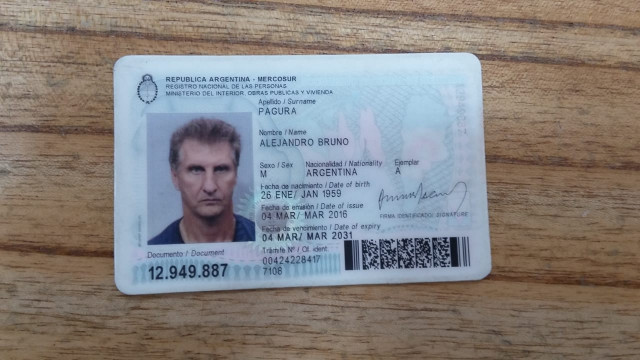 REPUBLICA ARGENTINA - MERCOSUR
REGISTRO NACIONAL DE LAS PERSONAS
MINISTERIO DEL INTERIOR, OBRAS PUBLICAS Y VIVIENDA
Apellido / Surname
PAGURA
Nombre / Name
ALEJANDRO BRUNO
Sexo / Sex Nacionalidad / Nationality Ejemplar
M ARGENTINA A
Fecha de nacimiento / Date of birth
26 ENE/ JAN 1959
Fecha de emisión / Date of issue
04 MAR/ MAR 2016
FIRMA IDENTIFICADO/ SIGNATURE
Fecha de vencimiento / Date of expiry
04 MAR/ MAR 2031
Documento / Document
12.949.887
Trámite Nº / Of. ident.
00424228417
7108